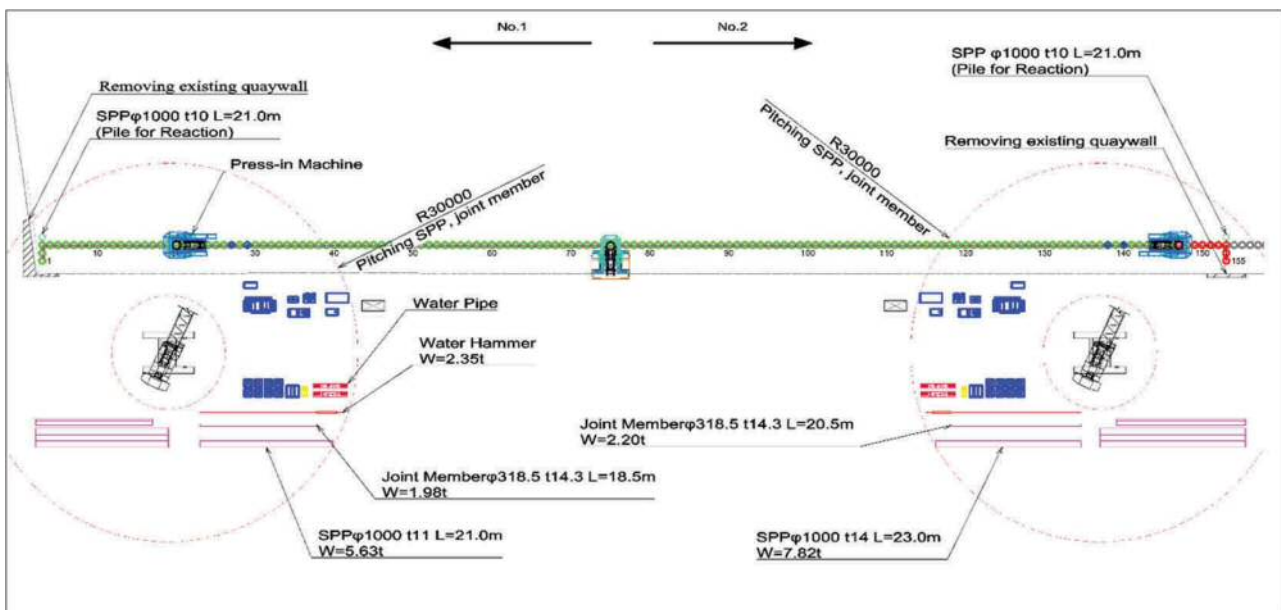 No.1
No.2
SPP φ1000 t10 L=21.0m
(Pile for Reaction)
Removing existing quaywall
SPPφ1000 t10 L=21.0m
(Pile for Reaction)
Press-in Machine
R30000
Pitching SPP, joint member
R30000
Pitching SPP, joint member
Removing existing quaywall
1
10
20
30
40
50
60
70
80
90
100
110
120
130
140
150
155
Water Pipe
Water Hammer
W=2.35t
Joint Memberφ318.5 t14.3 L=20.5m
W=2.20t
Joint Memberφ318.5 t14.3 L=18.5m
W=1.98t
SPPφ1000 t11 L=21.0m
W=5.63t
SPPφ1000 t14 L=23.0m
W=7.82t